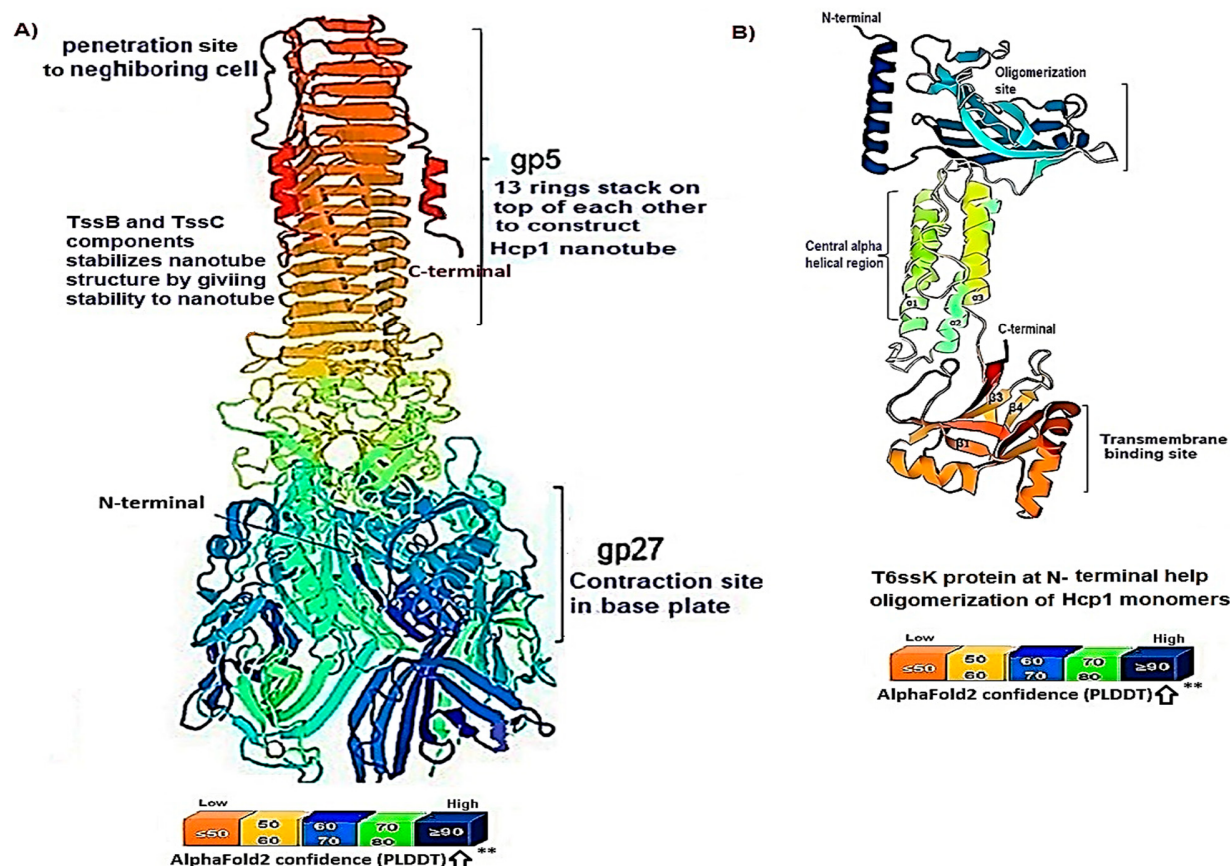 A)
penetration site
to neghiboring cell
gp5
13 rings stack on
top of each other
to construct
Hcp1 nanotube
TssB and TssC
components
stabilizes nanotube
structure by giviing
stability to nanotube
C-terminal
N-terminal
gp27
Contraction site
in base plate
Low
High
≤50
50
60
60
70
70
80
≥90
AlphaFold2 confidence (PLDDT) **
B)
N-terminal
Oligomerization
site
Central alpha
helical region
α1
α2
α3
C-terminal
β3
β4
β1
Transmembrane
binding site
T6ssK protein at N- terminal help
oligomerization of Hcp1 monomers
Low
High
≤50
50
60
60
70
70
80
≥90
AlphaFold2 confidence (PLDDT) **